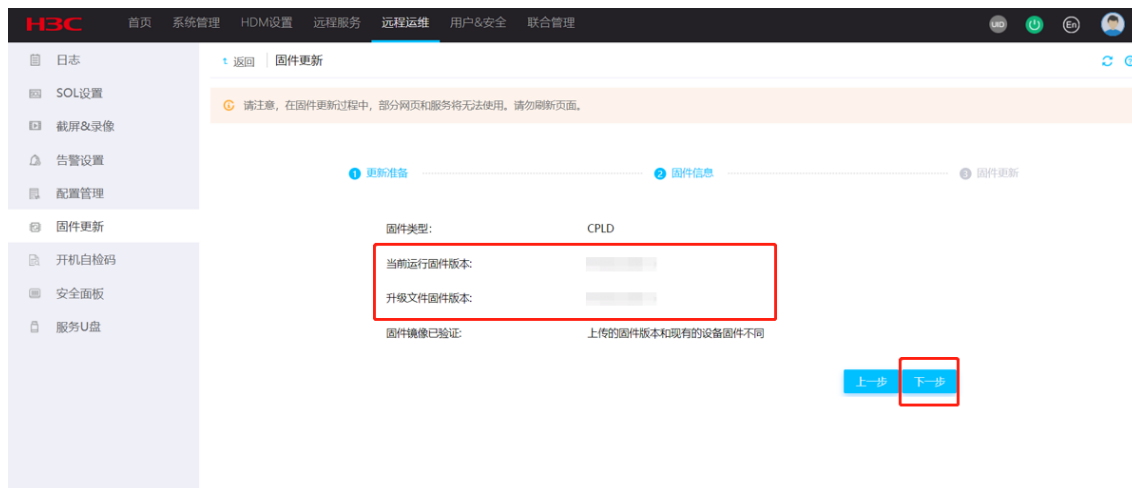 H3C 首页 系统管理 HDM设置 远程服务 远程运维 用户&安全 联合管理 UID En
日志
SOL设置
截屏&录像
告警设置
配置管理
固件更新
开机自检码
安全面板
服务U盘
返回 固件更新
请注意，在固件更新过程中，部分网页和服务将无法使用。请勿刷新页面。
1 更新准备 2 固件信息 3 固件更新
固件类型: CPLD
当前运行固件版本:
升级文件固件版本:
固件镜像已验证: 上传的固件版本和现有的设备固件不同
上一步 下一步